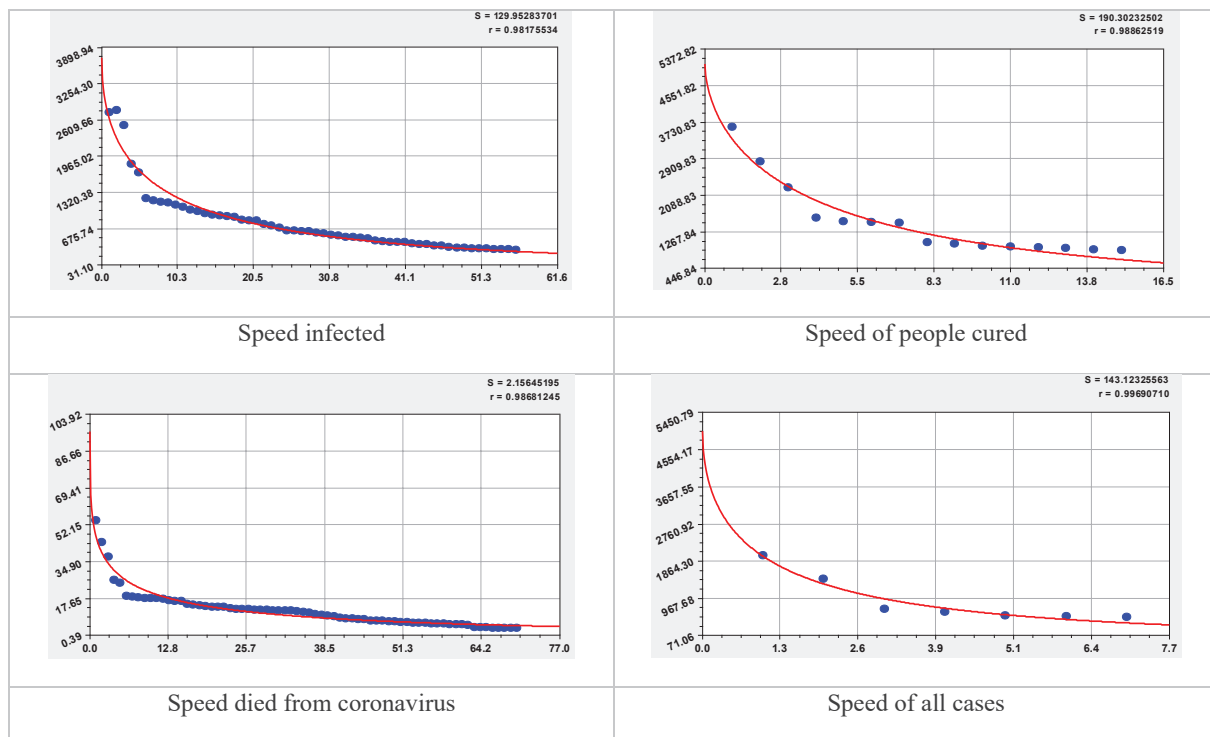 S = 129.95283701
r = 0.98175534
3898.94
3254.30
2609.66
1965.02
1320.38
675.74
31.10
0.0 10.3 20.5 30.8 41.1 51.3 61.6
Speed infected
S = 190.30232502
r = 0.98862519
5372.82
4551.82
3730.83
2909.83
2088.83
1267.84
446.84
0.0 2.8 5.5 8.3 11.0 13.8 16.5
Speed of people cured
S = 2.15645195
r = 0.98681245
103.92
86.66
69.41
52.15
34.90
17.65
0.39
0.0 12.8 25.7 38.5 51.3 64.2 77.0
Speed died from coronavirus
S = 143.12325563
r = 0.99690710
5450.79
4554.17
3657.55
2760.92
1864.30
967.68
71.06
0.0 1.3 2.6 3.9 5.1 6.4 7.7
Speed of all cases